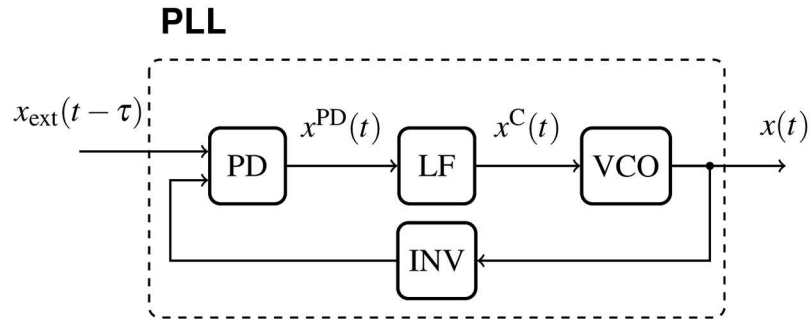 PLL
x_ext(t − τ)
x^PD(t)
x^C(t)
x(t)
PD
LF
VCO
INV